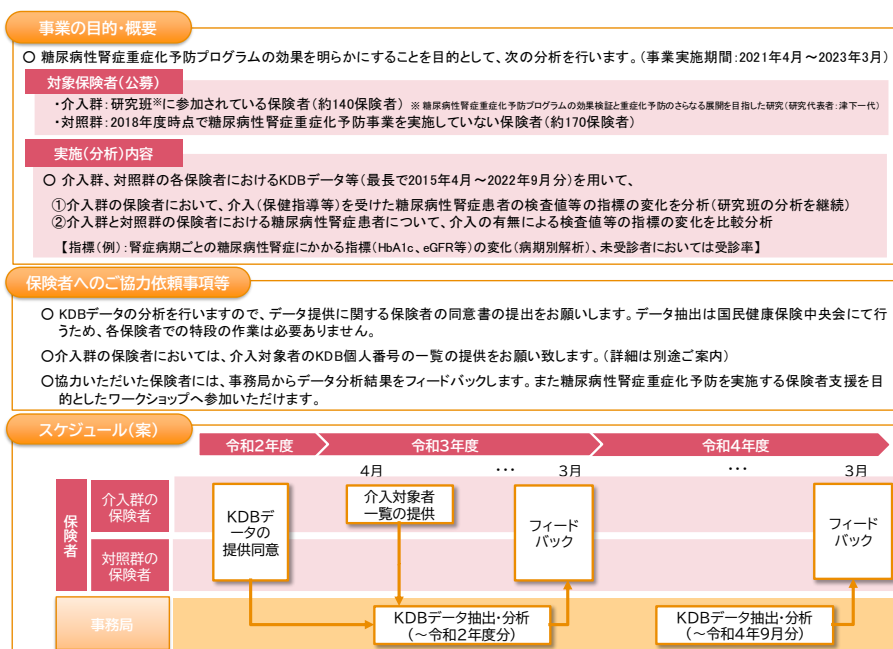 事業の目的・概要
○ 糖尿病性腎症重症化予防プログラムの効果を明らかにすることを目的として、次の分析を行います。(事業実施期間:2021年4月～2023年3月)
対象保険者(公募)
・介入群:研究班※に参加されている保険者(約140保険者) ※ 糖尿病性腎症重症化予防プログラムの効果検証と重症化予防のさらなる展開を目指した研究(研究代表者:津下一代)
・対照群:2018年度時点で糖尿病性腎症重症化予防事業を実施していない保険者(約170保険者)
実施(分析)内容
○ 介入群、対照群の各保険者におけるKDBデータ等(最長で2015年4月～2022年9月分)を用いて、
①介入群の保険者において、介入(保健指導等)を受けた糖尿病性腎症患者の検査値等の指標の変化を分析(研究班の分析を継続)
②介入群と対照群の保険者における糖尿病性腎症患者について、介入の有無による検査値等の指標の変化を比較分析
【指標(例):腎症病期ごとの糖尿病性腎症にかかる指標(HbA1c、eGFR等)の変化(病期別解析)、未受診者においては受診率】
保険者へのご協力依頼事項等
○ KDBデータの分析を行いますので、データ提供に関する保険者の同意書の提出をお願いします。データ抽出は国民健康保険中央会にて行
うため、各保険者での特段の作業は必要ありません。
○介入群の保険者においては、介入対象者のKDB個人番号の一覧の提供をお願い致します。(詳細は別途ご案内)
○協力いただいた保険者には、事務局からデータ分析結果をフィードバックします。また糖尿病性腎症重症化予防を実施する保険者支援を目
的としたワークショップへ参加いただけます。
スケジュール(案)
令和2年度 令和3年度 令和4年度
4月 ･･･ 3月 ･･･ 3月
保険者
介入群の
保険者
対照群の
保険者
KDBデ
ータの
提供同意
介入対象者
一覧の提供
フィード
バック
フィード
バック
事務局
KDBデータ抽出・分析
(～令和2年度分)
KDBデータ抽出・分析
(～令和4年9月分)